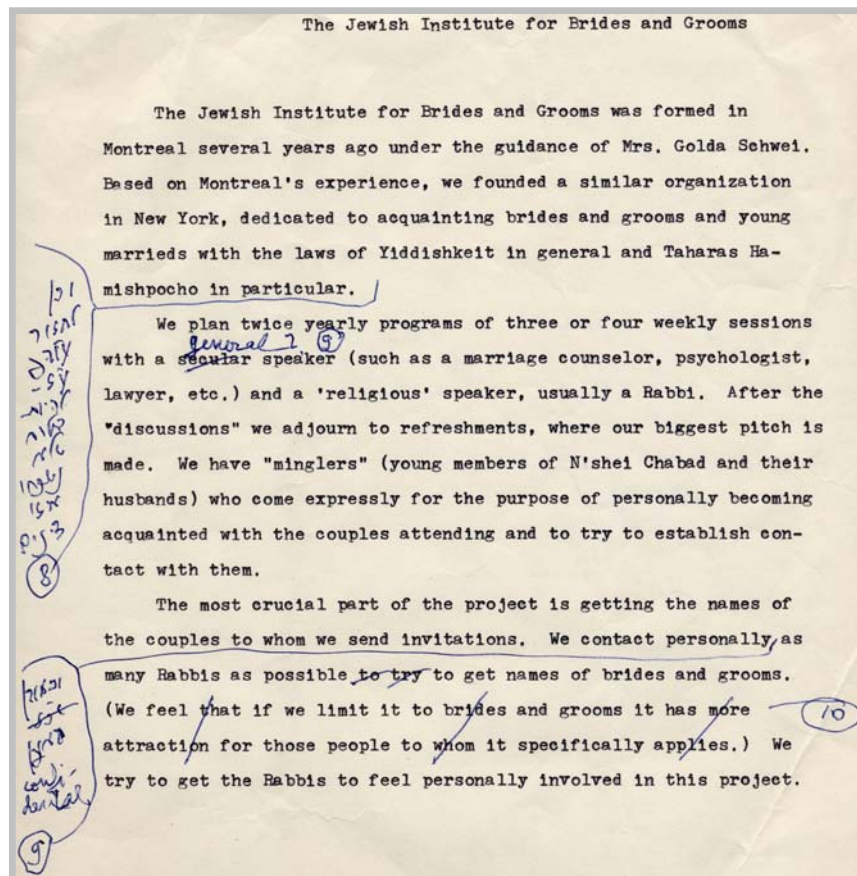 The Jewish Institute for Brides and Grooms
The Jewish Institute for Brides and Grooms was formed in
Montreal several years ago under the guidance of Mrs. Golda Schwei.
Based on Montreal's experience, we founded a similar organization
in New York, dedicated to acquainting brides and grooms and young
marrieds with the laws of Yiddishkeit in general and Taharas Ha-
mishpocho in particular.
We plan twice yearly programs of three or four weekly sessions
general 9
with a secular speaker (such as a marriage counselor, psychologist,
lawyer, etc.) and a 'religious' speaker, usually a Rabbi. After the
"discussions" we adjourn to refreshments, where our biggest pitch is
made. We have "minglers" (young members of N'shei Chabad and their
husbands) who come expressly for the purpose of personally becoming
acquainted with the couples attending and to try to establish con-
tact with them.
8
The most crucial part of the project is getting the names of
the couples to whom we send invitations. We contact personally, as
many Rabbis as possible to try to get names of brides and grooms.
(We feel that if we limit it to brides and grooms it has more
10
attraction for those people to whom it specifically applies.) We
try to get the Rabbis to feel personally involved in this project.
confi-
dential
9